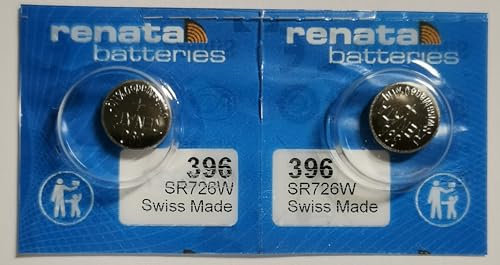 renata
batteries
396
SR726W
Swiss Made
renata
batteries
396
SR726W
Swiss Made